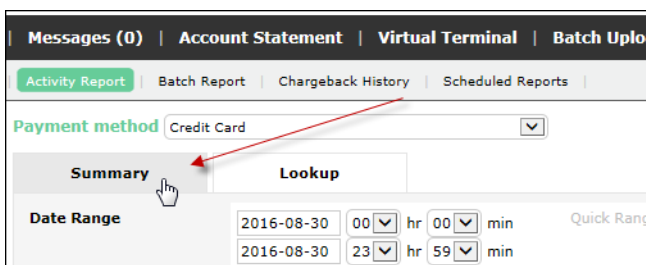 | Messages (0) | Account Statement | Virtual Terminal | Batch Uplo
Activity Report | Batch Report | Chargeback History | Scheduled Reports |
Payment method Credit Card
Summary Lookup
Date Range 2016-08-30 00 hr 00 min Quick Rang
2016-08-30 23 hr 59 min